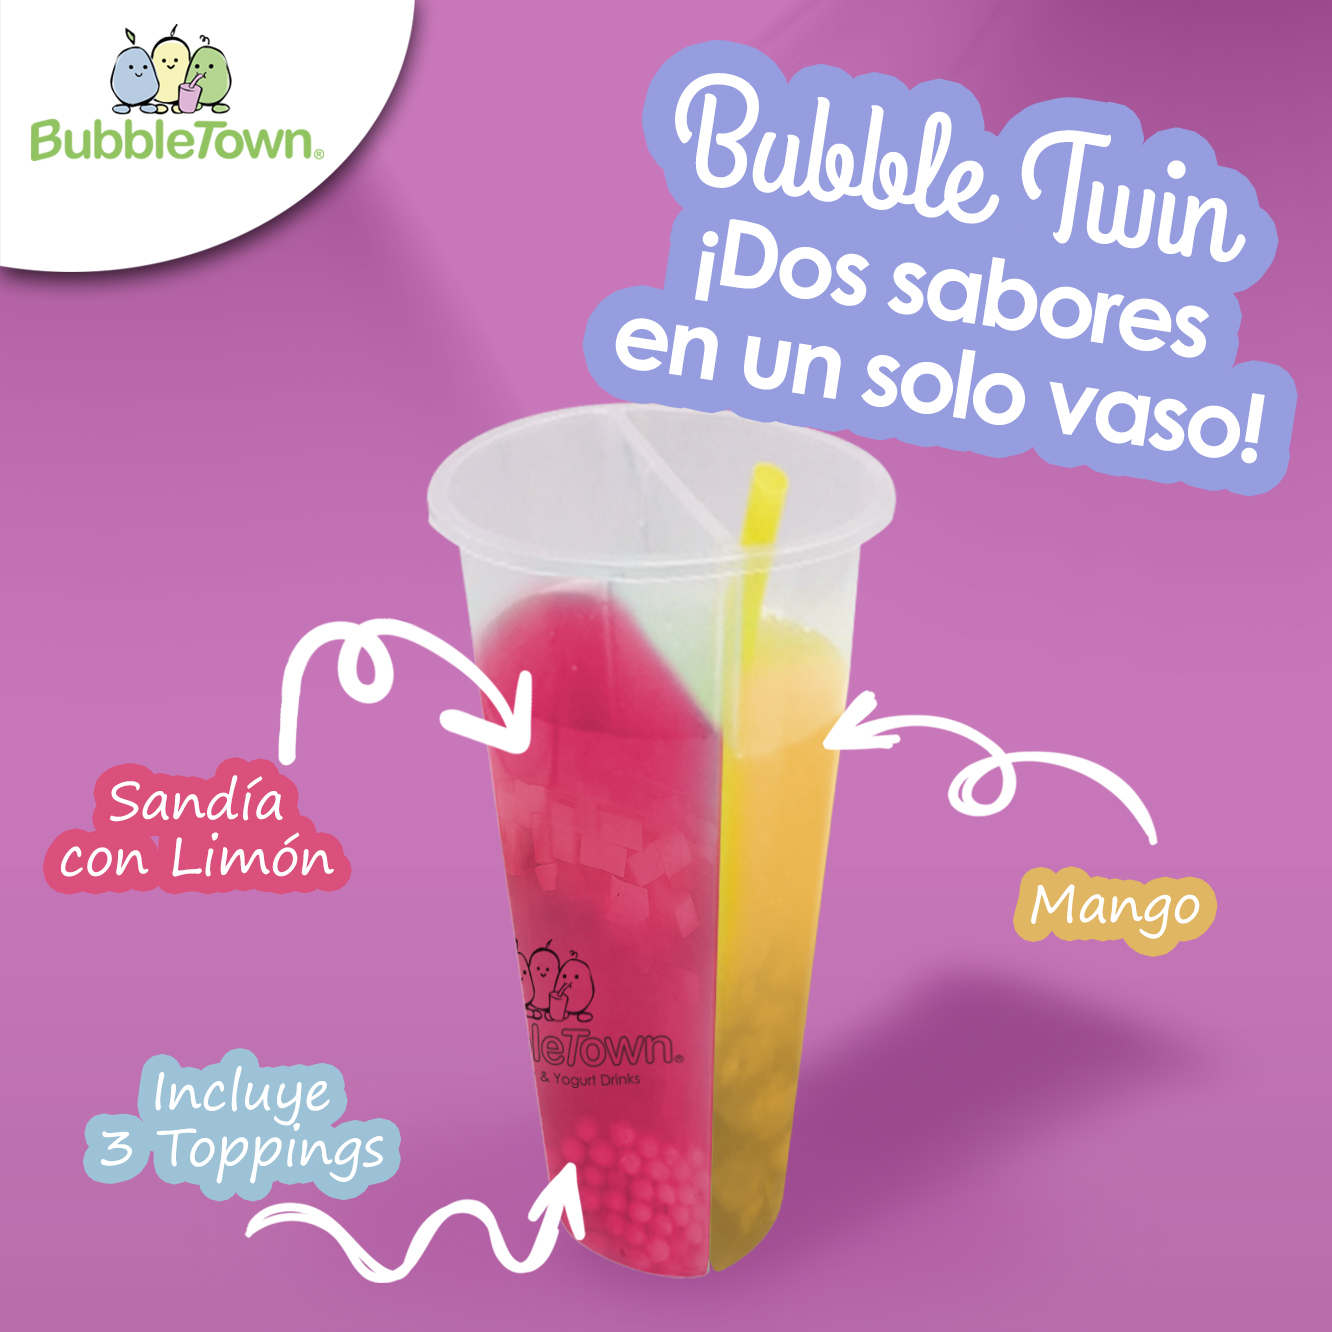 BubbleTown®
Bubble Twin
¡Dos sabores
en un solo vaso!
Sandía
con Limón
Mango
leTown®
& Yogurt Drinks
Incluye
3 Toppings